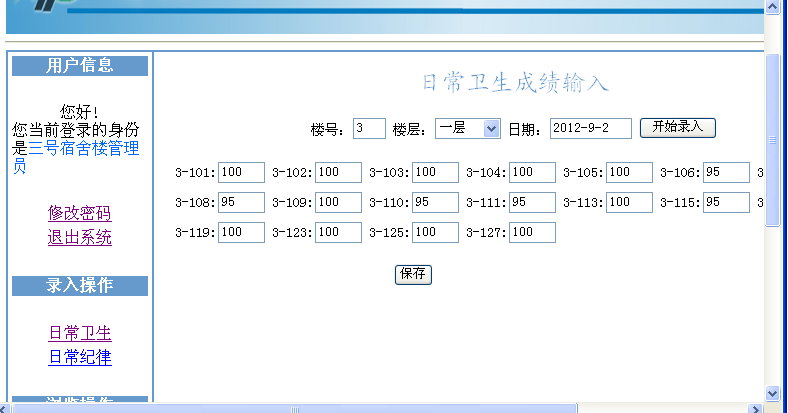 用户信息
您好!
您当前登录的身份
是三号宿舍楼管理
员
修改密码
退出系统
录入操作
日常卫生
日常纪律
日常卫生成绩输入
楼号: 3 楼层: 一层 日期: 2012-9-2 开始录入
3-101: 100 3-102: 100 3-103: 100 3-104: 100 3-105: 100 3-106: 95 3
3-108: 95 3-109: 100 3-110: 95 3-111: 95 3-113: 100 3-115: 95 3
3-119: 100 3-123: 100 3-125: 100 3-127: 100
保存